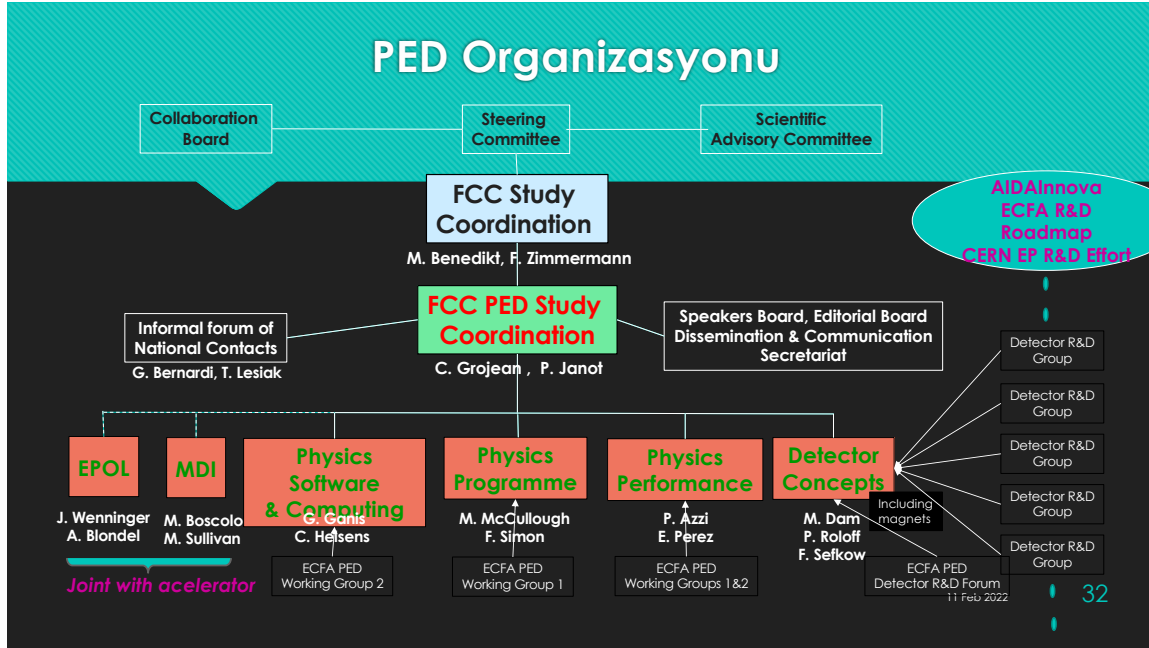 PED Organizasyonu
Collaboration
Board
Steering
Committee
Scientific
Advisory Committee
FCC Study
Coordination
M. Benedikt, F. Zimmermann
AIDAInnova
ECFA R&D
Roadmap
CERN EP R&D Effort
FCC PED Study
Coordination
C. Grojean , P. Janot
Informal forum of
National Contacts
G. Bernardi, T. Lesiak
Speakers Board, Editorial Board
Dissemination & Communication
Secretariat
Detector R&D
Group
Detector R&D
Group
Detector R&D
Group
Detector R&D
Group
Detector R&D
Group
EPOL
J. Wenninger
A. Blondel
MDI
M. Boscolo
M. Sullivan
Joint with acelerator
Physics
Software
& Computing
G. Ganis
C. Helsens
ECFA PED
Working Group 2
Physics
Programme
M. McCullough
F. Simon
ECFA PED
Working Group 1
Physics
Performance
P. Azzi
E. Perez
ECFA PED
Working Groups 1&2
Detector
Concepts
Including
magnets
M. Dam
P. Roloff
F. Sefkow
ECFA PED
Detector R&D Forum
11 Feb 2022
32